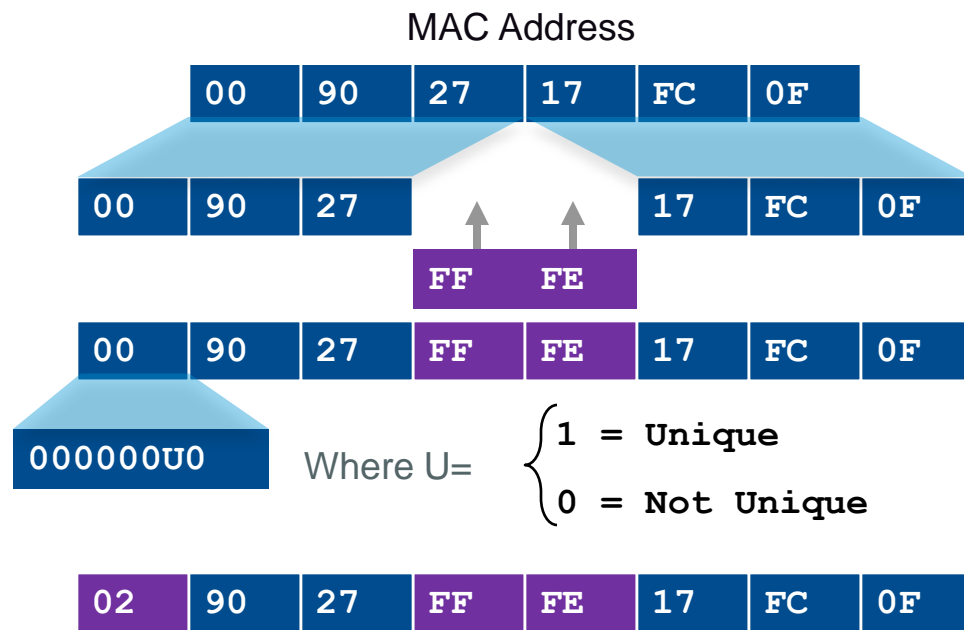 MAC Address
00 90 27 17 FC 0F
00 90 27 17 FC 0F
FF FE
00 90 27 FF FE 17 FC 0F
000000U0
Where U=
1 = Unique
0 = Not Unique
02 90 27 FF FE 17 FC 0F